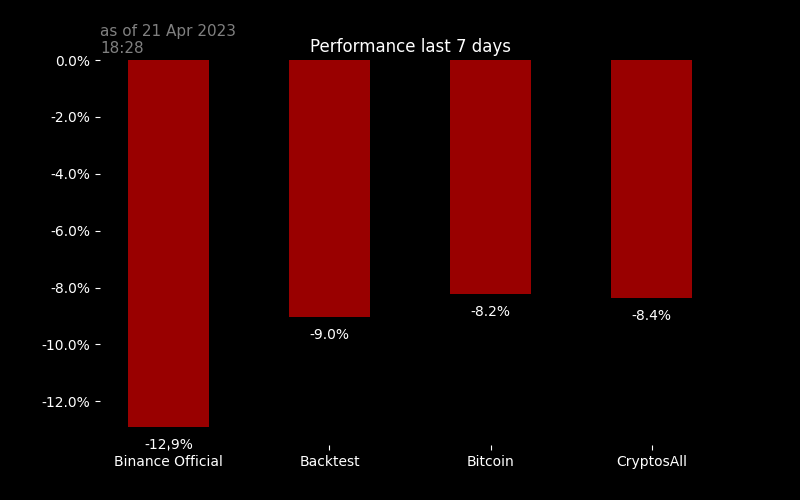 as of 21 Apr 2023
18:28
Performance last 7 days
0.0%
-2.0%
-4.0%
-6.0%
-8.0%
-10.0%
-12.0%
-12.9%
-9.0%
-8.2%
-8.4%
Binance Official
Backtest
Bitcoin
CryptosAll